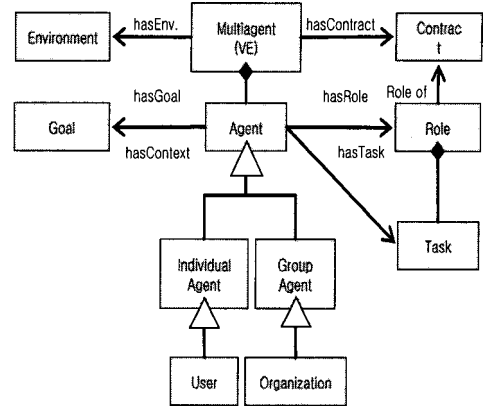 hasEnv.
Multiagent
(VE)
hasContract
Environment
Contrac
t
hasGoal
hasRole
Role of
Goal
Agent
Role
hasContext
hasTask
Task
Individual
Agent
Group
Agent
User
Organization